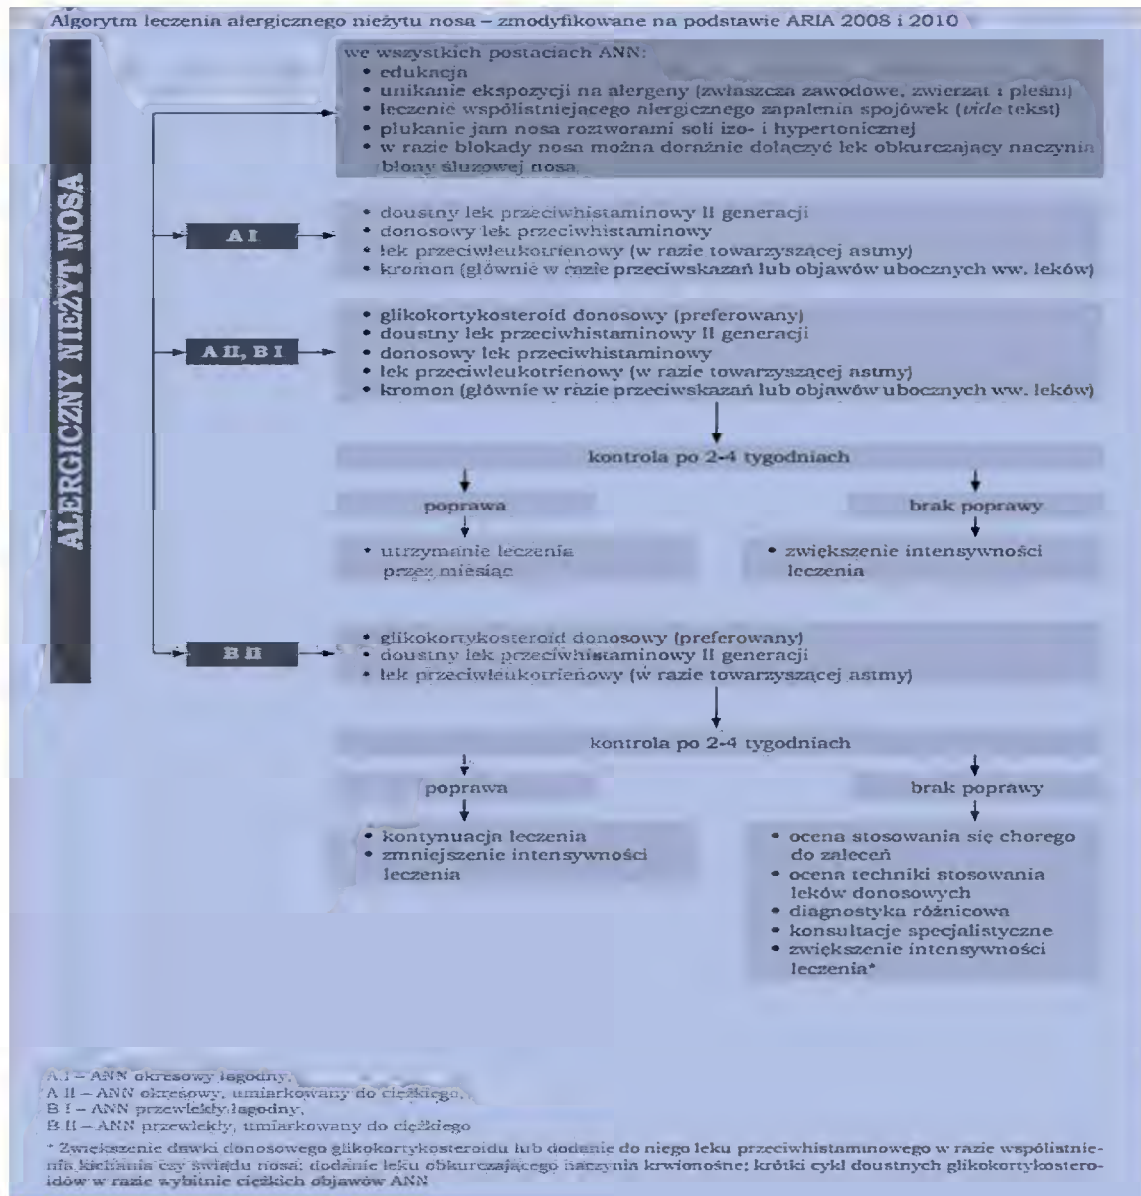 Algorytm leczenia alergicznego nieżytu nosa – zmodyfikowane na podstawie ARIA 2008 i 2010
ALERGICZNY NIEŻYT NOSA
we wszystkich postaciach ANN:
• edukacja
• unikanie ekspozycji na alergeny (zwłaszcza zawodowe, zwierząt i pleśni)
• leczenie współistniejącego alergicznego zapalenia spojówek (vide tekst)
• płukanie jam nosa roztworami soli izo- i hypertonicznej
• w razie blokady nosa można doraźnie dołączyć lek obkurczający naczynia
błony śluzowej nosa
A I
• doustny lek przeciwhistaminowy II generacji
• donosowy lek przeciwhistaminowy
• lek przeciwleukotrienowy (w razie towarzyszącej astmy)
• kromon (głównie w razie przeciwskazań lub objawów ubocznych ww. leków)
A II, B I
• glikokortykosteroid donosowy (preferowany)
• doustny lek przeciwhistaminowy II generacji
• donosowy lek przeciwhistaminowy
• lek przeciwleukotrienowy (w razie towarzyszącej astmy)
• kromon (głównie w razie przeciwskazań lub objawów ubocznych ww. leków)
kontrola po 2-4 tygodniach
poprawa
brak poprawy
• utrzymanie leczenia
przez miesiąc
• zwiększenie intensywności
leczenia
B II
• glikokortykosteroid donosowy (preferowany)
• doustny lek przeciwhistaminowy II generacji
• lek przeciwleukotrienowy (w razie towarzyszącej astmy)
kontrola po 2-4 tygodniach
poprawa
brak poprawy
• kontynuacja leczenia
• zmniejszenie intensywności
leczenia
• ocena stosowania się chorego
do zaleceń
• ocena techniki stosowania
leków donosowych
• diagnostyka różnicowa
• konsultacje specjalistyczne
• zwiększenie intensywności
leczenia*
A I – ANN okresowy łagodny,
A II – ANN okresowy, umiarkowany do ciężkiego,
B I – ANN przewlekły łagodny,
B II – ANN przewlekły, umiarkowany do ciężkiego
* Zwiększenie dawki donosowego glikokortykosteroidu lub dodanie do niego leku przeciwhistaminowego w razie współistnie-
nia kichania czy świądu nosa; dodanie leku obkurczającego naczynia krwionośne; krótki cykl doustnych glikokortykostero-
idów w razie wybitnie ciężkich objawów ANN